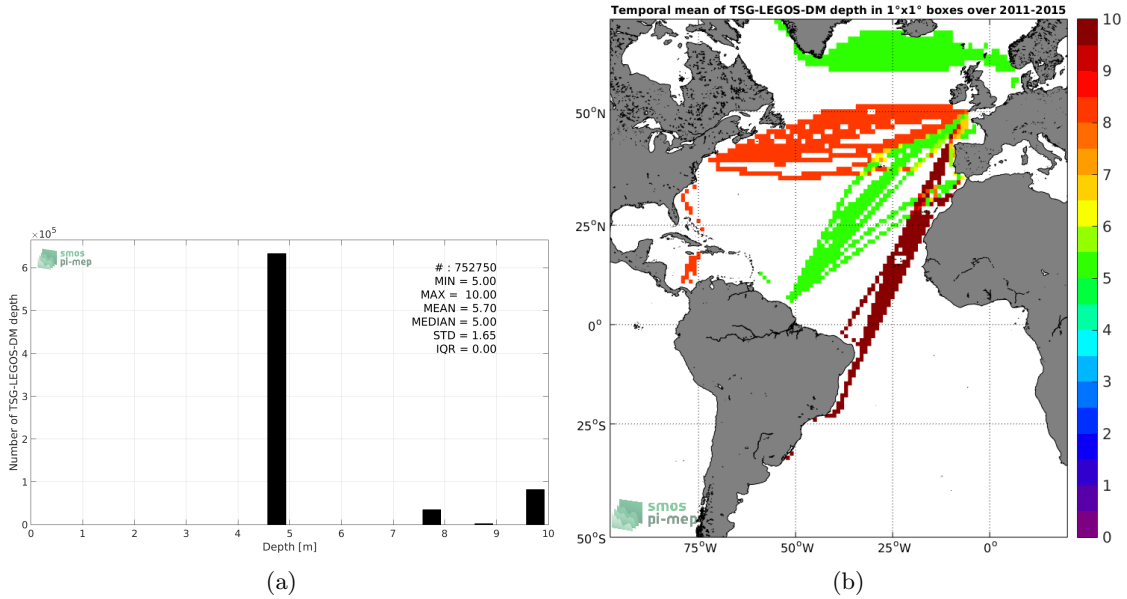 ×10⁵
smos
pi-mep
# : 752750
MIN = 5.00
MAX = 10.00
MEAN = 5.70
MEDIAN = 5.00
STD = 1.65
IQR = 0.00
Number of TSG-LEGOS-DM depth
6
5
4
3
2
1
0
0 1 2 3 4 5 6 7 8 9 10
Depth [m]
(a)
Temporal mean of TSG-LEGOS-DM depth in 1°x1° boxes over 2011-2015
50°N
25°N
0°
25°S
50°S
75°W 50°W 25°W 0°
smos
pi-mep
10
9
8
7
6
5
4
3
2
1
0
(b)